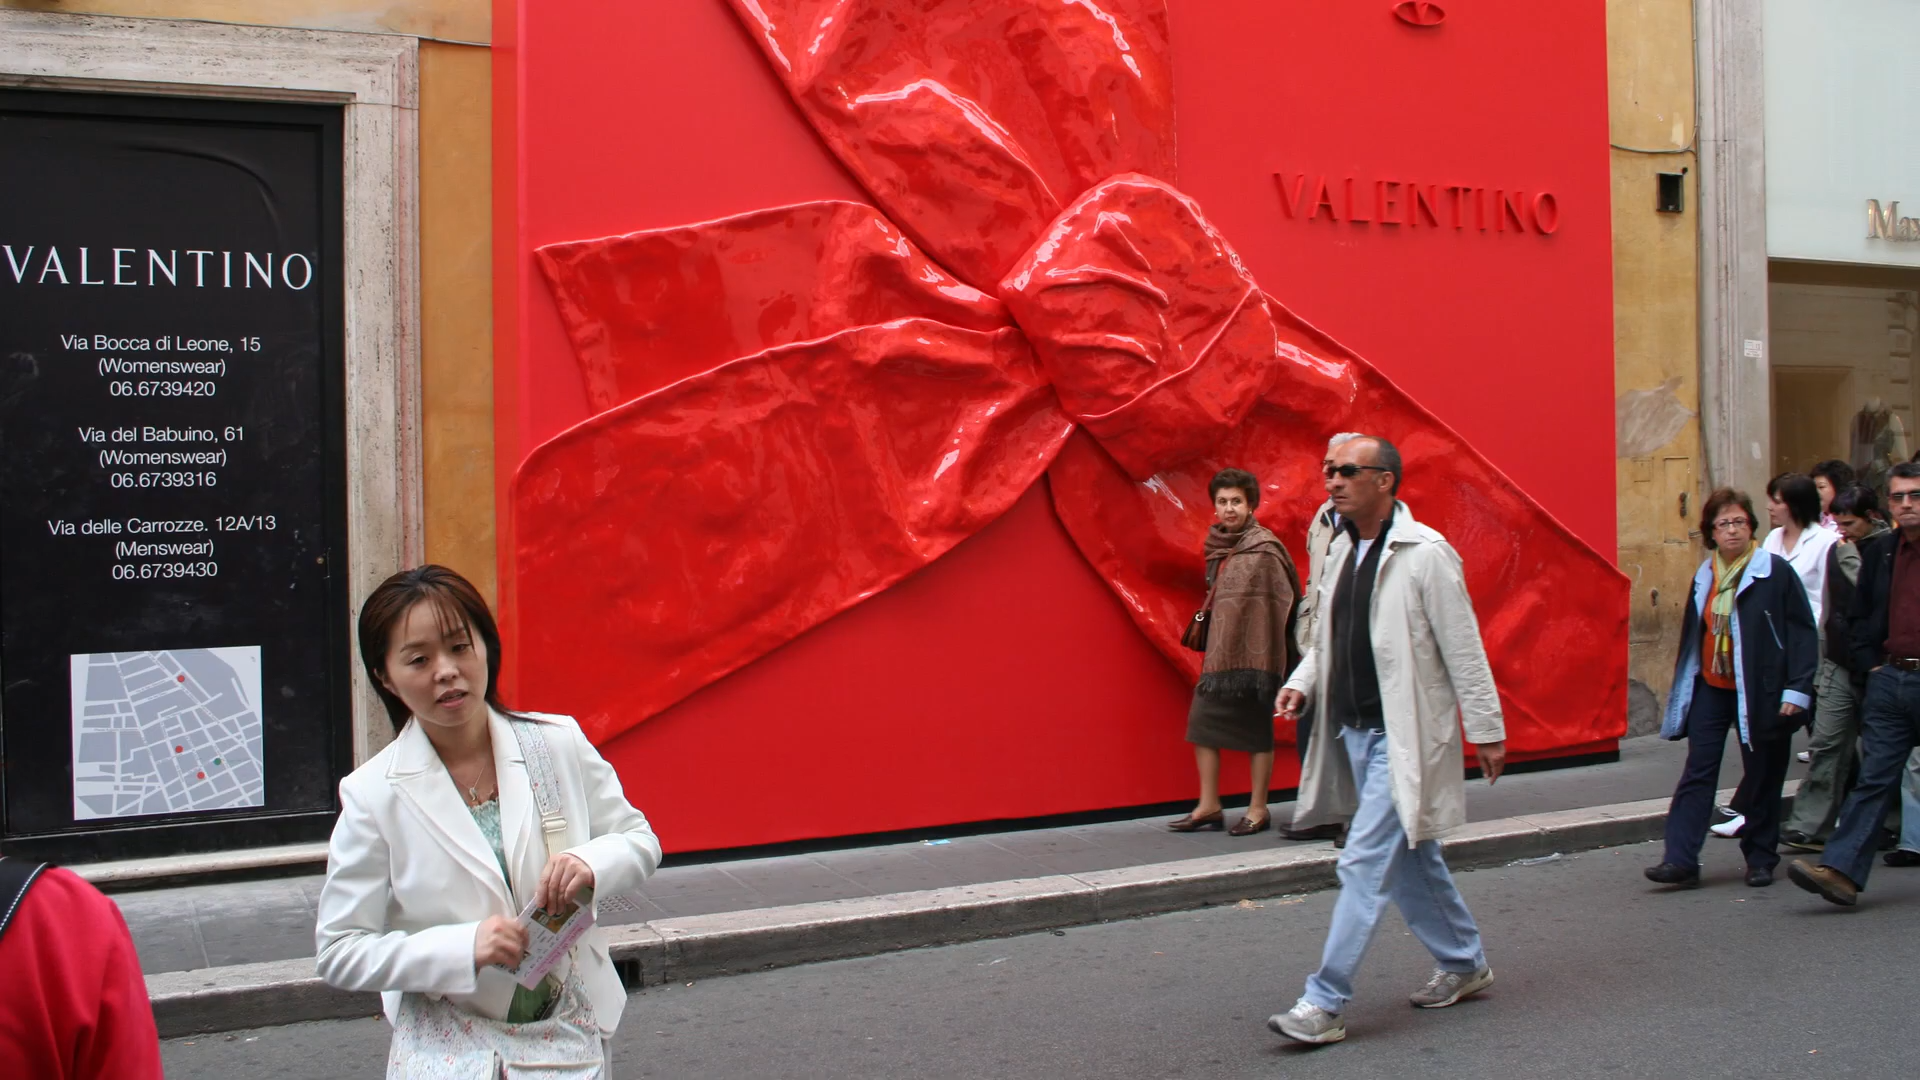 VALENTINO
Via Bocca di Leone, 15
(Womenswear)
06.6739420
Via del Babuino, 61
(Womenswear)
06.6739316
Via delle Carrozze. 12A/13
(Menswear)
06.6739430
VALENTINO